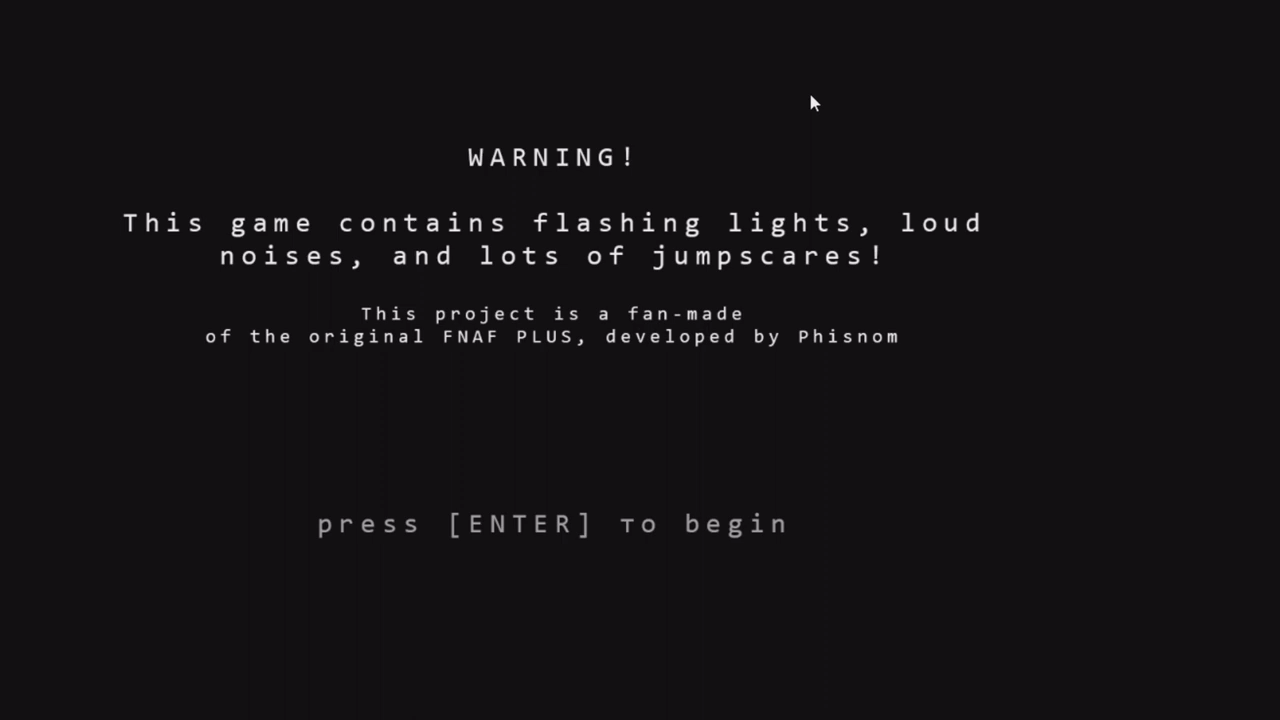 WARNING!
This game contains flashing lights, loud
noises, and lots of jumpscares!
This project is a fan-made
of the original FNAF PLUS, developed by Phisnom
press [ENTER] то begin